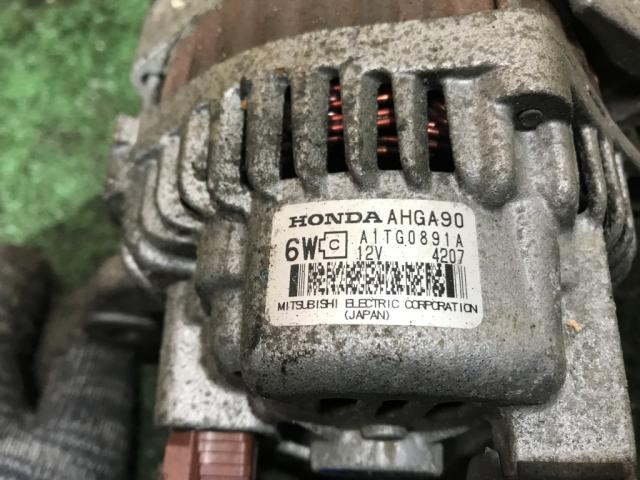 HONDA AHGA90
6W C A1TG0891A
12V 4207
MITSUBISHI ELECTRIC CORPORATION
(JAPAN)